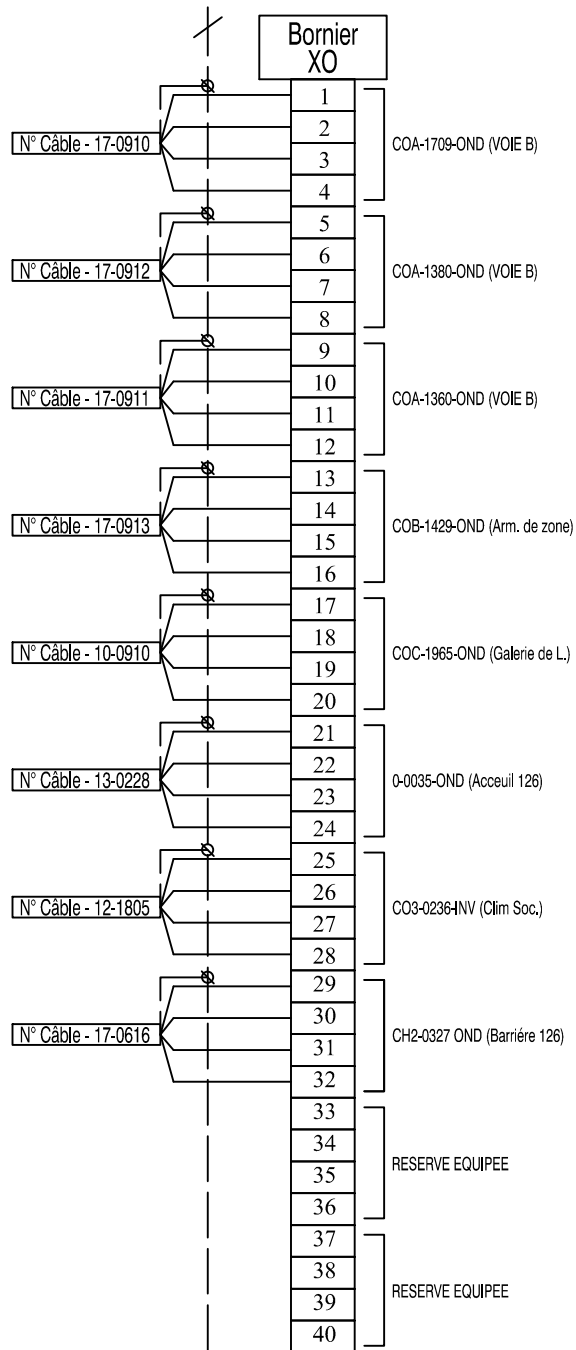 Bornier
XO
1
2
N° Câble - 17-0910
COA-1709-OND (VOIE B)
3
4
5
6
N° Câble - 17-0912
COA-1380-OND (VOIE B)
7
8
9
10
N° Câble - 17-0911
COA-1360-OND (VOIE B)
11
12
13
14
N° Câble - 17-0913
COB-1429-OND (Arm. de zone)
15
16
17
18
N° Câble - 10-0910
COC-1965-OND (Galerie de L.)
19
20
21
22
N° Câble - 13-0228
0-0035-OND (Acceuil 126)
23
24
25
26
N° Câble - 12-1805
CO3-0236-INV (Clim Soc.)
27
28
29
30
N° Câble - 17-0616
CH2-0327 OND (Barriére 126)
31
32
33
34
RESERVE EQUIPEE
35
36
37
38
RESERVE EQUIPEE
39
40